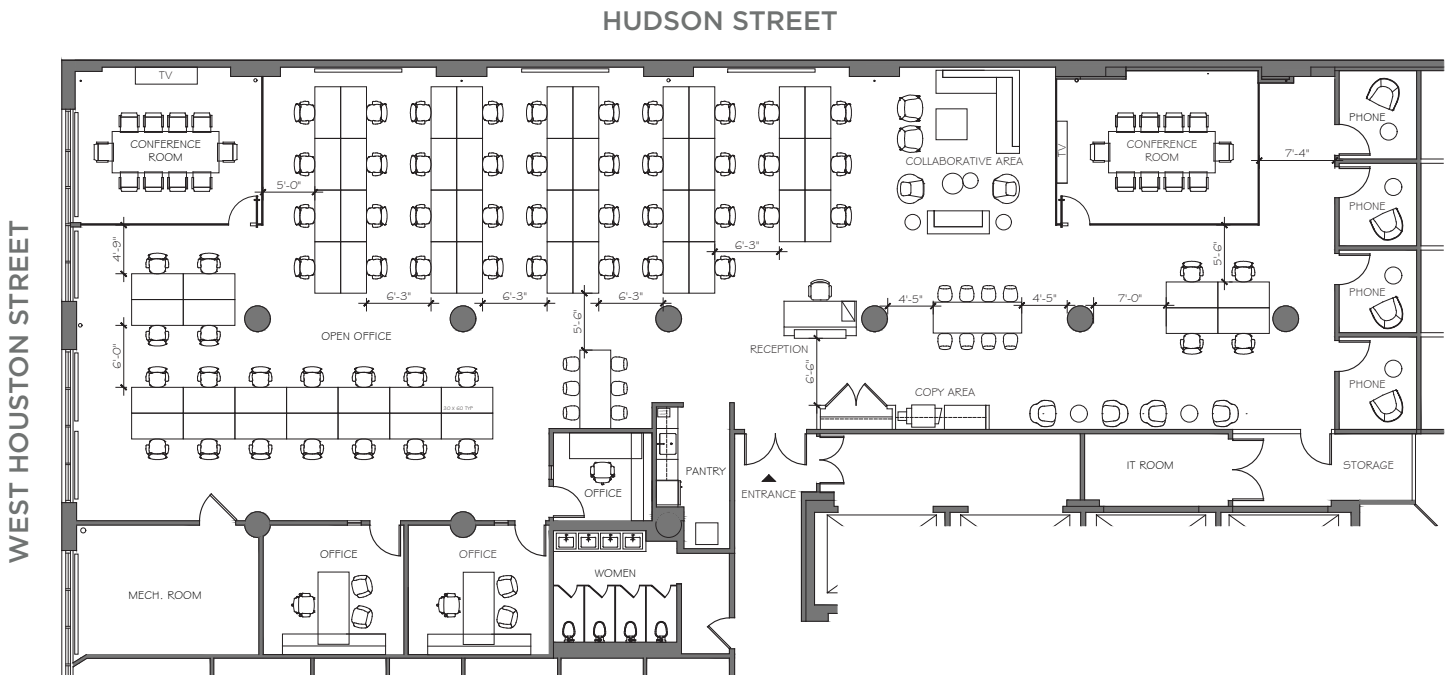 HUDSON STREET
WEST HOUSTON STREET
TV
CONFERENCE
ROOM
5'-0"
4'-9"
6'-0"
OPEN OFFICE
6'-3"
6'-3"
6'-3"
6'-3"
5'-6"
30 x 60 TYP
COLLABORATIVE AREA
TV
CONFERENCE
ROOM
7'-4"
PHONE
PHONE
PHONE
PHONE
5'-6"
4'-5"
4'-5"
7'-0"
RECEPTION
6'-6"
COPY AREA
OFFICE
PANTRY
ENTRANCE
IT ROOM
STORAGE
MECH. ROOM
OFFICE
OFFICE
WOMEN